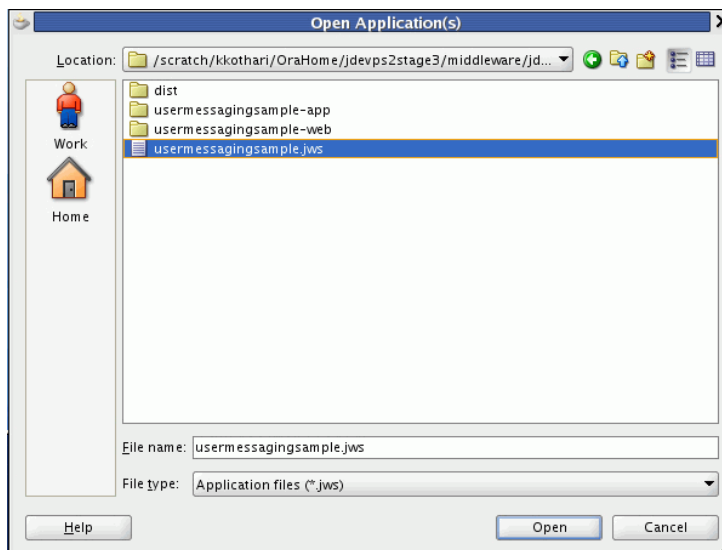 Open Application(s)
Location: /scratch/kkothari/OraHome/jdevps2stage3/middleware/jd...
Work
Home
dist
usermessagingsample-app
usermessagingsample-web
usermessagingsample.jws
File name: usermessagingsample.jws
File type: Application files (*.jws)
Help Open Cancel